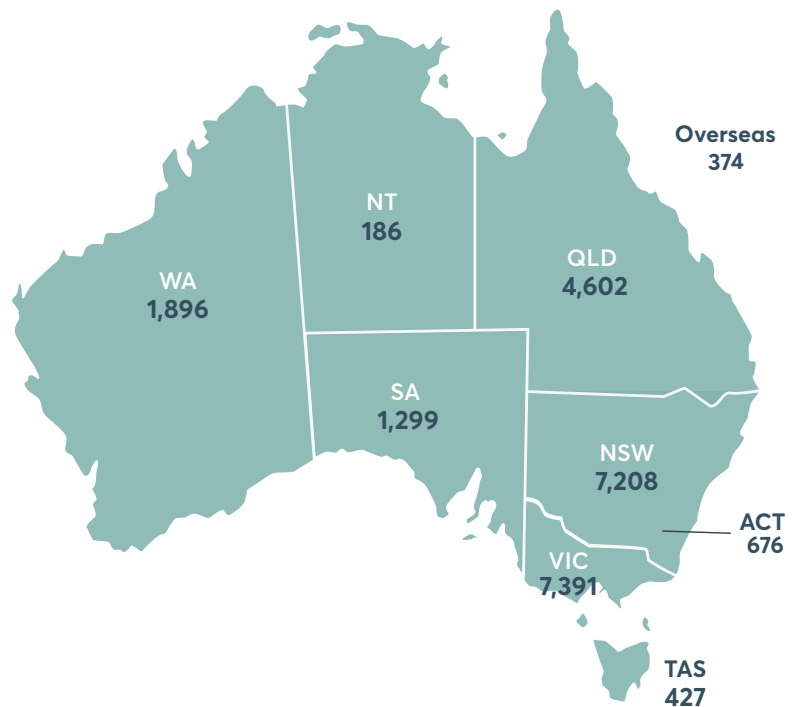 Overseas
374
NT
186
QLD
4,602
WA
1,896
SA
1,299
NSW
7,208
ACT
676
VIC
7,391
TAS
427